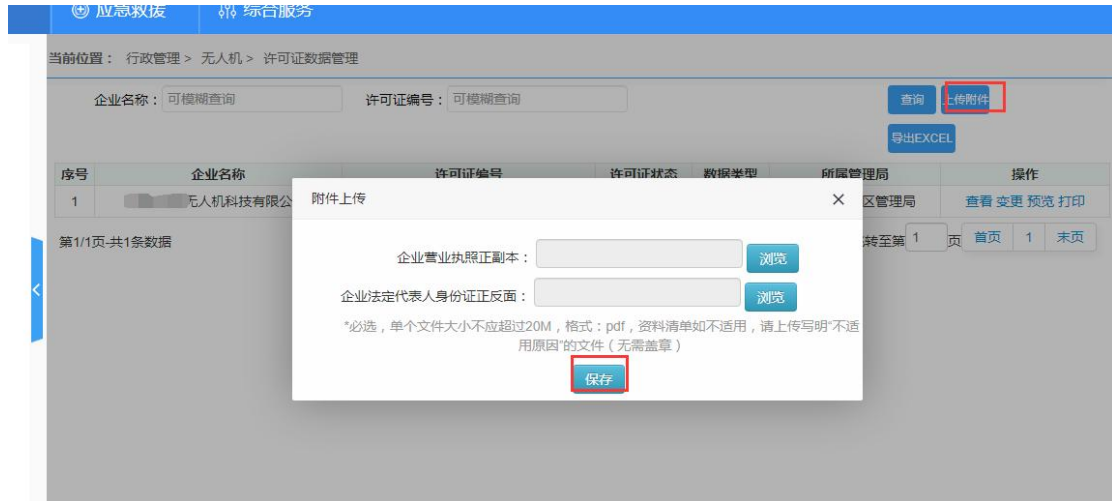 应急救援 综合服务
当前位置： 行政管理 > 无人机 > 许可证数据管理
企业名称： 可模糊查询 许可证编号： 可模糊查询 查询 上传附件
导出EXCEL
序号 企业名称 许可证编号 许可证状态 数据类型 所属管理局 操作
1 无人机科技有限公 区管理局 查看 变更 预览 打印
第1/1页-共1条数据 转至第 1 页 首页 1 末页
附件上传 ×
企业营业执照正副本： 浏览
企业法定代表人身份证正反面： 浏览
*必选，单个文件大小不应超过20M，格式：pdf，资料清单如不适用，请上传写明“不适
用原因”的文件（无需盖章）
保存